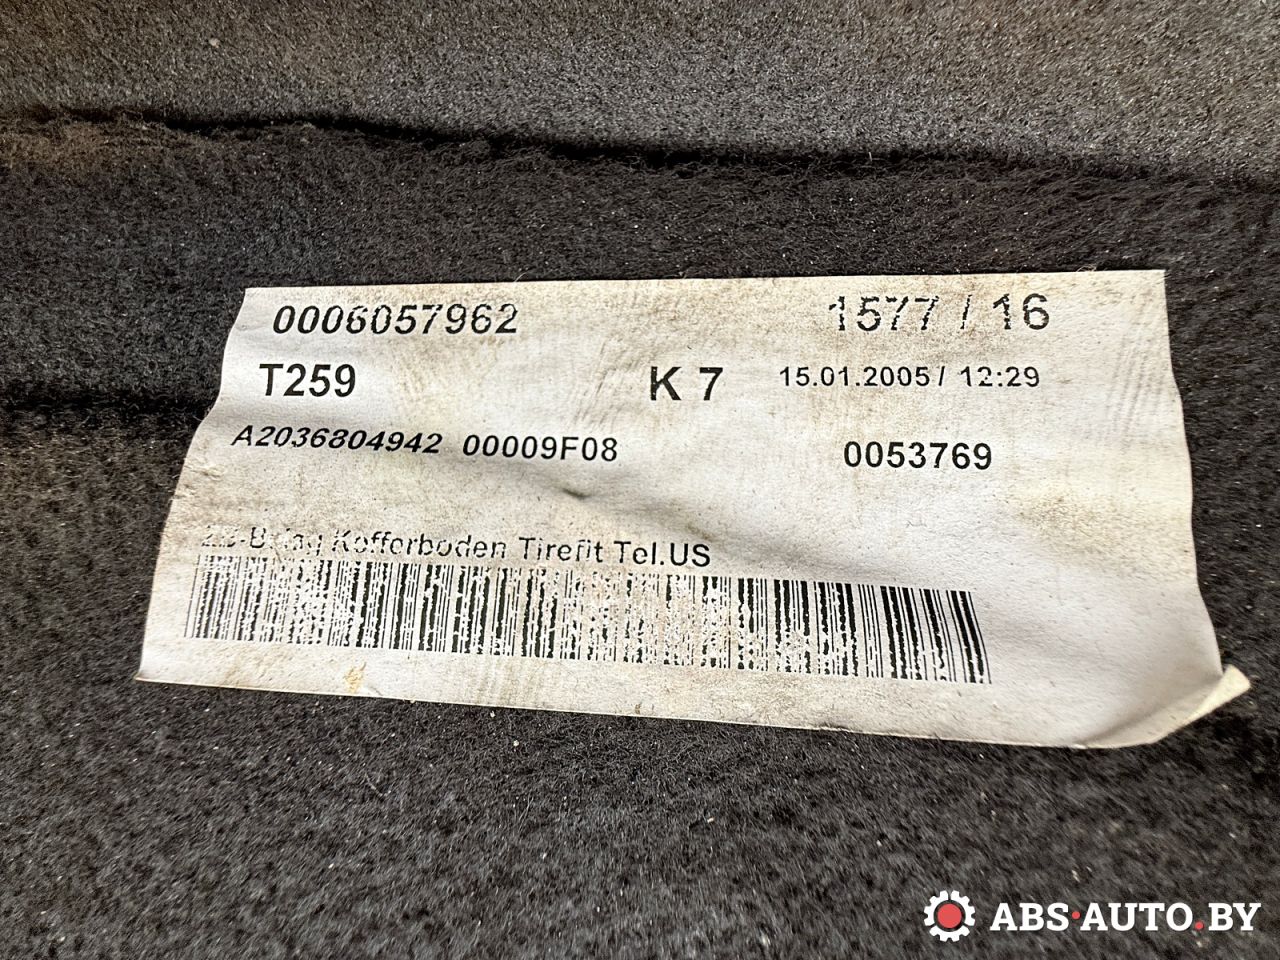 0006057962 1577 / 16
T259 K 7 15.01.2005 / 12:29
A2036804942 00009F08 0053769
Kofferboden Tirefit Tel.US
ABS·AUTO.BY